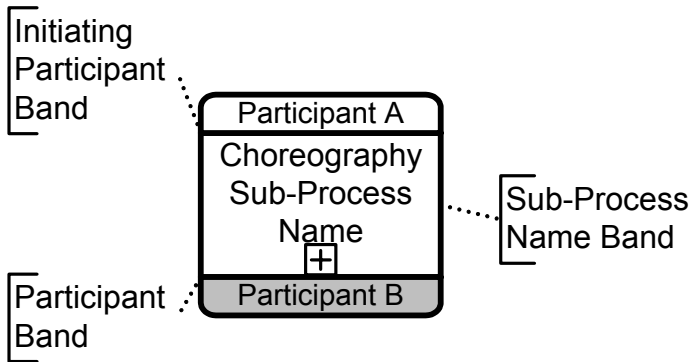 Initiating
Participant
Band
Participant A
Choreography
Sub-Process
Name
Sub-Process
Name Band
Participant B
Participant
Band